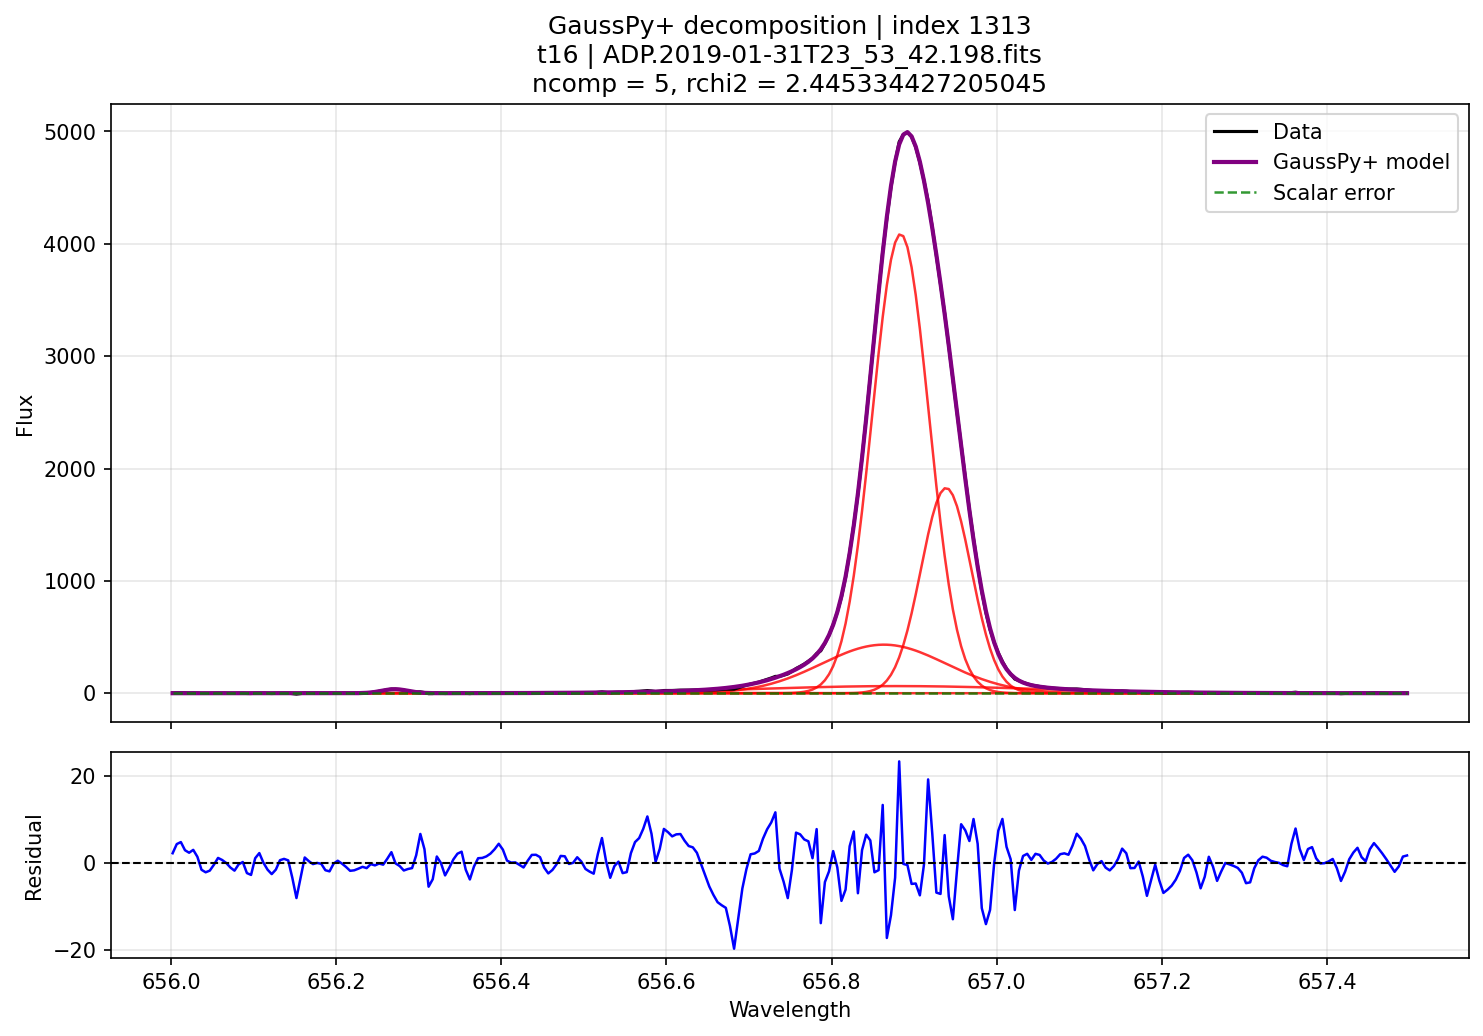 GaussPy+ decomposition | index 1313
t16 | ADP.2019-01-31T23_53_42.198.fits
ncomp = 5, rchi2 = 2.445334427205045
Data
GaussPy+ model
Scalar error
5000
4000
3000
2000
1000
0
Flux
20
0
−20
Residual
656.0 656.2 656.4 656.6 656.8 657.0 657.2 657.4
Wavelength